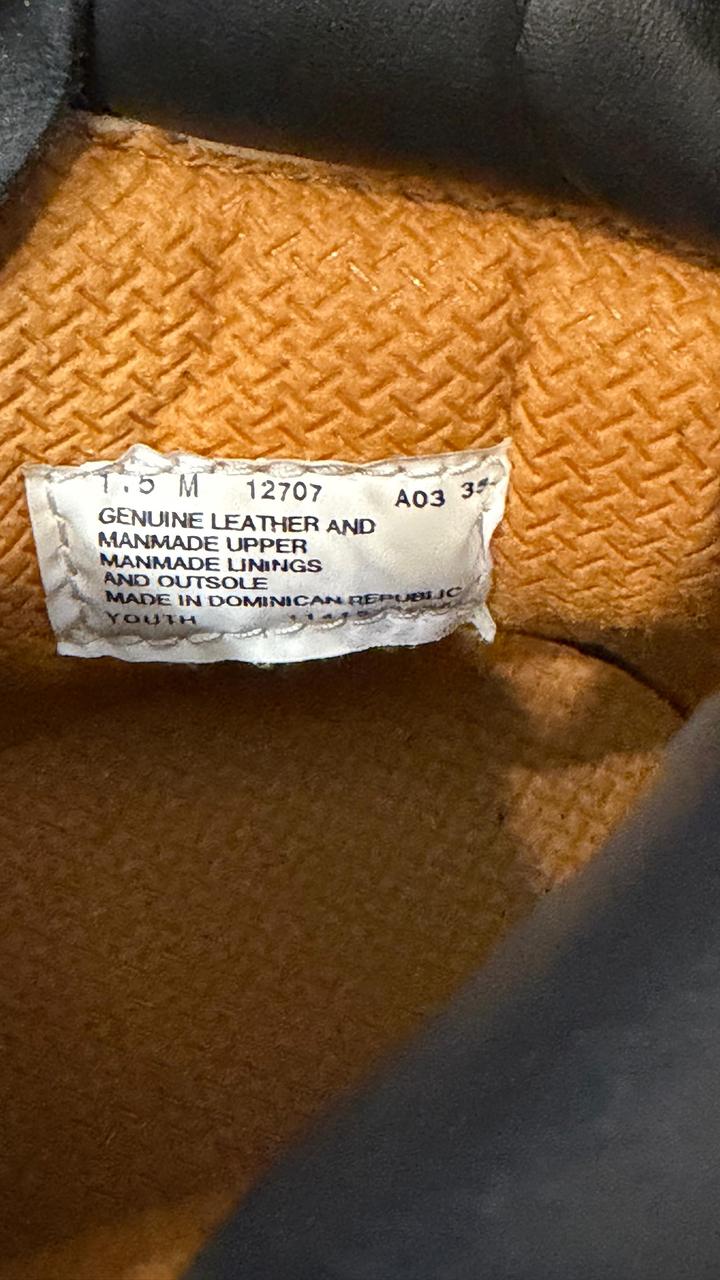 1.5 M 12707 A03
GENUINE LEATHER AND
MANMADE UPPER
MANMADE LININGS
AND OUTSOLE
MADE IN DOMINICAN REPUBLIC
YOUTH